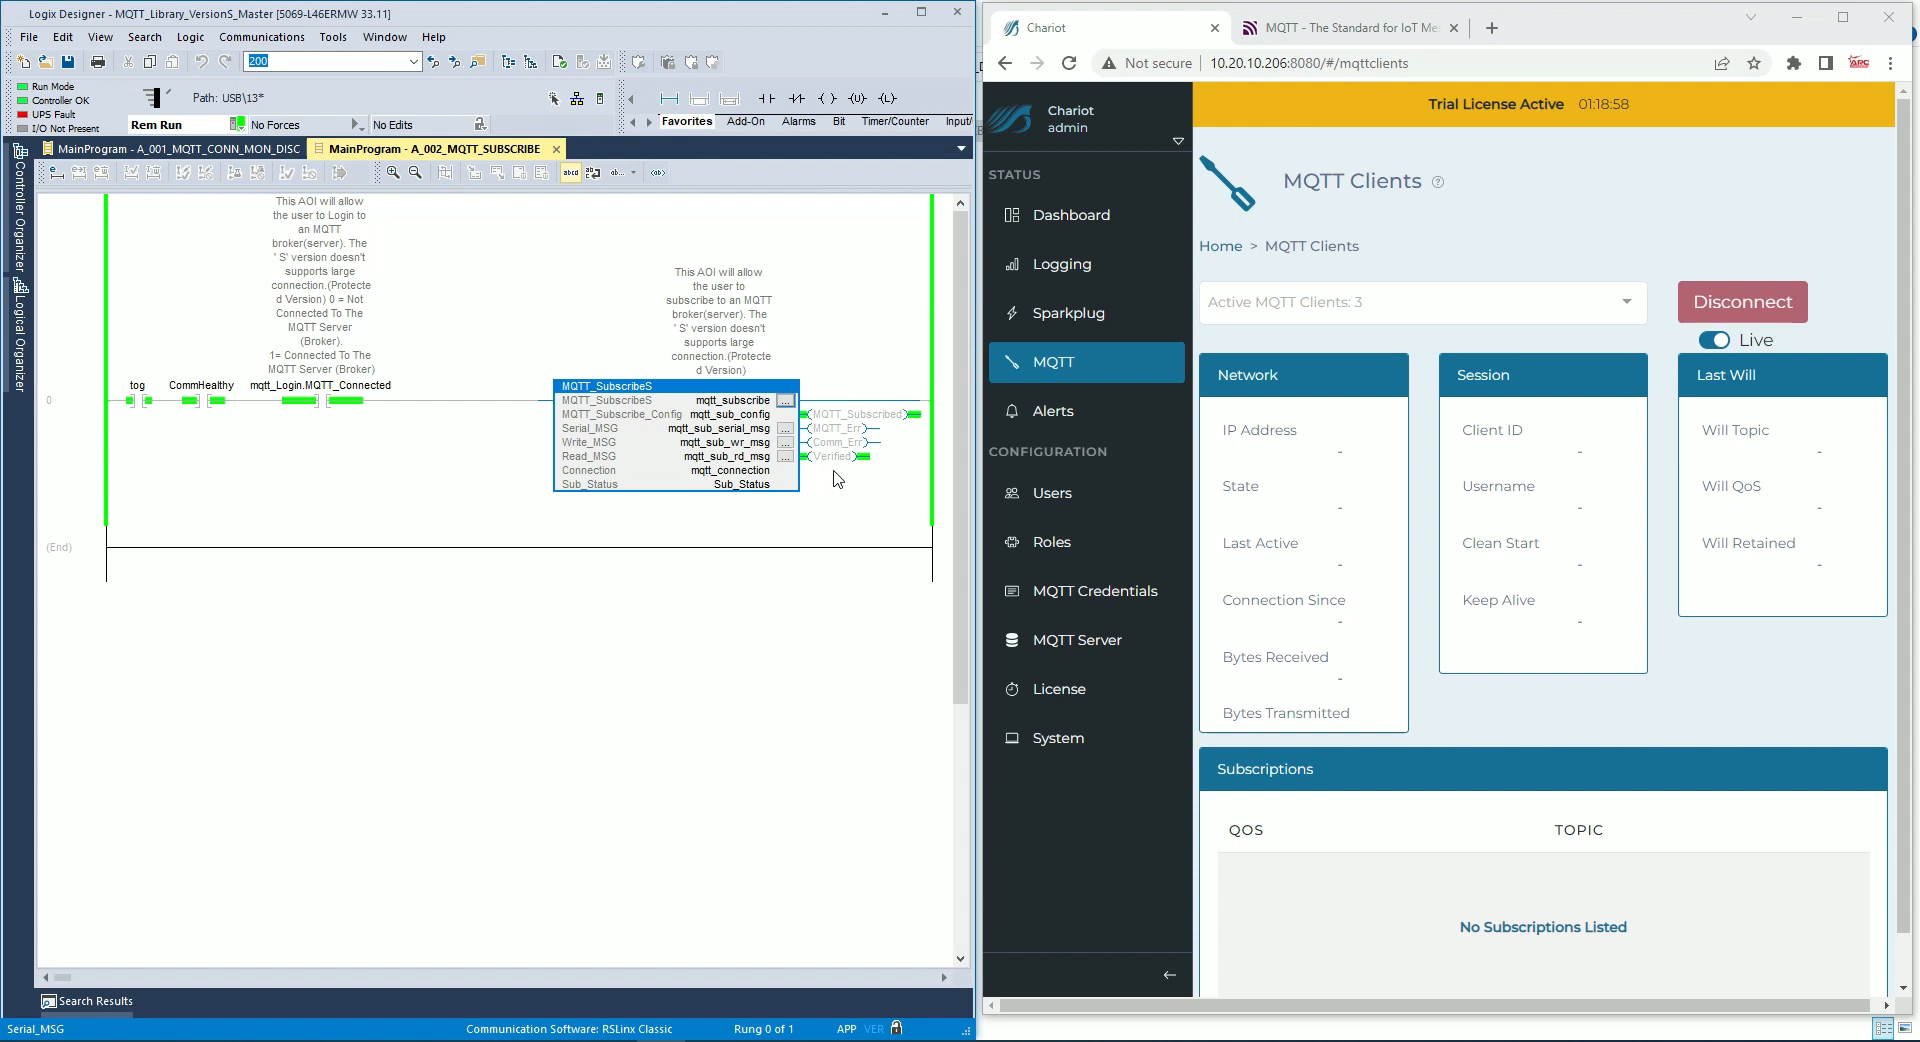 Logix Designer - MQTT_Library_VersionS_Master [5069-L46ERMW 33.11]
File Edit View Search Logic Communications Tools Window Help
200
Run Mode
Controller OK
UPS Fault
I/O Not Present
Path: USB\13*
Rem Run
No Forces
No Edits
Favorites Add-On Alarms Bit Timer/Counter Input/
MainProgram - A_001_MQTT_CONN_MON_DISC
MainProgram - A_002_MQTT_SUBSCRIBE
Controller Organizer
Logical Organizer
This AOI will allow
the user to Login to
an MQTT
broker(server). The
' S' version doesn't
supports large
connection.(Protecte
d Version) 0 = Not
Connected To The
MQTT Server
(Broker).
1= Connected To The
MQTT Server (Broker)
tog
CommHealthy
mqtt_Login.MQTT_Connected
This AOI will allow
the user to
subscribe to an MQTT
broker(server). The
' S' version doesn't
supports large
connection.(Protecte
d Version)
0
MQTT_SubscribeS
MQTT_SubscribeS mqtt_subscribe ...
MQTT_Subscribe_Config mqtt_sub_config (MQTT_Subscribed)
Serial_MSG mqtt_sub_serial_msg ... (MQTT_Err)
Write_MSG mqtt_sub_wr_msg ... (Comm_Err)
Read_MSG mqtt_sub_rd_msg ... (Verified)
Connection mqtt_connection
Sub_Status Sub_Status
(End)
Search Results
Serial_MSG
Communication Software: RSLinx Classic
Rung 0 of 1
APP VER
Chariot
MQTT - The Standard for IoT Me
Not secure
10.20.10.206:8080/#/mqttclients
ARC
Chariot
admin
Trial License Active 01:18:58
STATUS
Dashboard
Logging
Sparkplug
MQTT
Alerts
CONFIGURATION
Users
Roles
MQTT Credentials
MQTT Server
License
System
MQTT Clients
Home > MQTT Clients
Active MQTT Clients: 3
Disconnect
Live
Network
IP Address
-
State
-
Last Active
-
Connection Since
-
Bytes Received
-
Bytes Transmitted
Session
Client ID
-
Username
-
Clean Start
-
Keep Alive
-
Last Will
Will Topic
-
Will QoS
-
Will Retained
-
Subscriptions
QOS TOPIC
No Subscriptions Listed